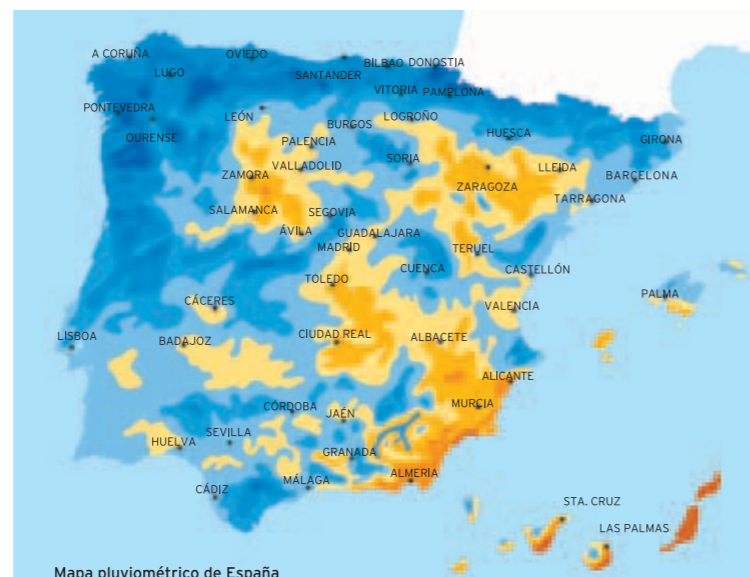 A CORUÑA
OVIEDO
BILBAO
DONOSTIA
LUGO
SANTANDER
VITORIA
PAMPLONA
PONTEVEDRA
LEÓN
BURGOS
LOGROÑO
OURENSE
PALENCIA
HUESCA
GIRONA
VALLADOLID
SORIA
ZAMORA
ZARAGOZA
LLEIDA
BARCELONA
TARRAGONA
SALAMANCA
SEGOVIA
ÁVILA
GUADALAJARA
MADRID
TERUEL
CUENCA
CASTELLÓN
TOLEDO
CÁCERES
VALENCIA
PALMA
LISBOA
BADAJOZ
CIUDAD REAL
ALBACETE
ALICANTE
CÓRDOBA
JAÉN
MURCIA
SEVILLA
HUELVA
GRANADA
CÁDIZ
MÁLAGA
ALMERÍA
STA. CRUZ
LAS PALMAS
Mapa pluviométrico de España